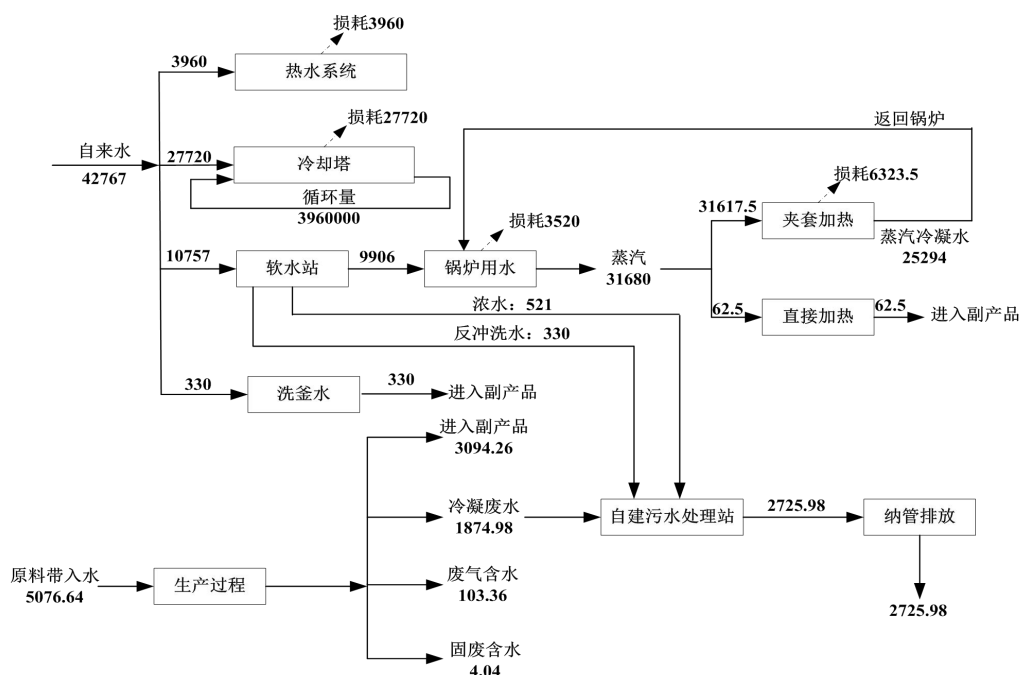 损耗3960
3960
热水系统
损耗27720
自来水
42767
27720
冷却塔
循环量
3960000
返回锅炉
损耗6323.5
31617.5
夹套加热
蒸汽冷凝水
25294
损耗3520
10757
软水站
9906
锅炉用水
蒸汽
31680
62.5
直接加热
62.5
进入副产品
浓水：521
反冲洗水：330
330
洗釜水
330
进入副产品
进入副产品
3094.26
冷凝废水
1874.98
自建污水处理站
2725.98
纳管排放
2725.98
原料带入水
5076.64
生产过程
废气含水
103.36
固废含水
4.04